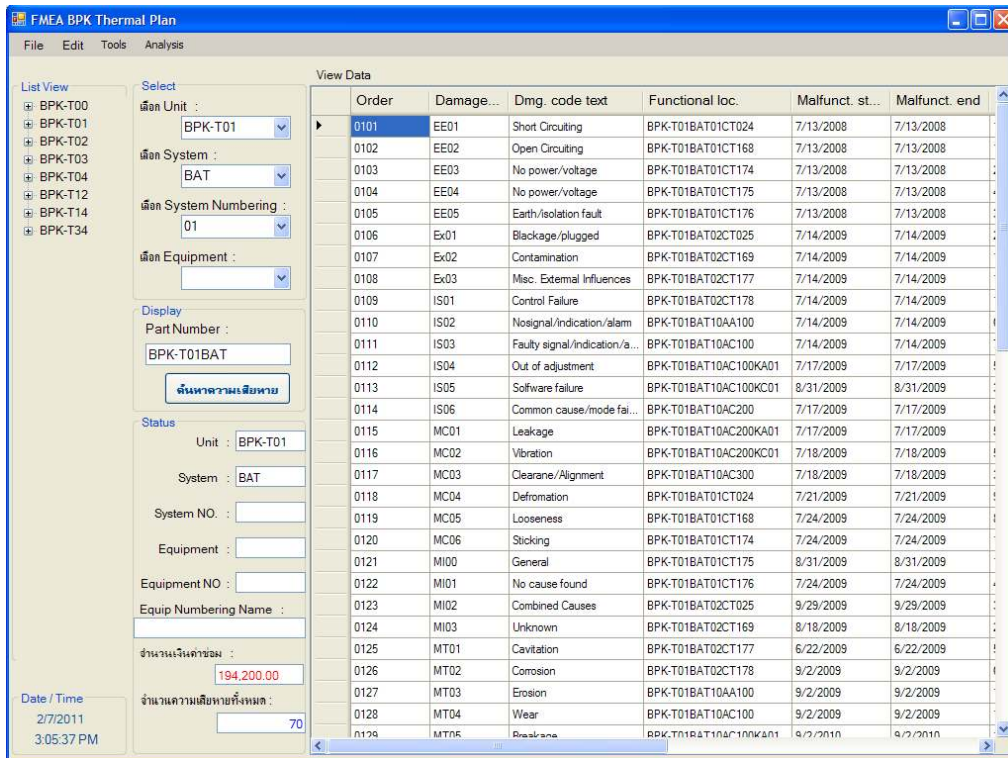 FMEA BPK Thermal Plan
File Edit Tools Analysis
List View
BPK-T00
BPK-T01
BPK-T02
BPK-T03
BPK-T04
BPK-T12
BPK-T14
BPK-T34
Select
เลือก Unit :
BPK-T01
เลือก System :
BAT
เลือก System Numbering :
01
เลือก Equipment :
Display
Part Number :
BPK-T01BAT
ค้นหาความเสียหาย
Status
Unit : BPK-T01
System : BAT
System NO. :
Equipment :
Equipment NO :
Equip Numbering Name :
จำนวนเงินค่าซ่อม :
194,200.00
จำนวนความเสียหายทั้งหมด :
70
Date / Time
2/7/2011
3:05:37 PM
View Data
Order Damage... Dmg. code text Functional loc. Malfunct. st... Malfunct. end
0101 EE01 Short Circuiting BPK-T01BAT01CT024 7/13/2008 7/13/2008
0102 EE02 Open Circuiting BPK-T01BAT01CT168 7/13/2008 7/13/2008
0103 EE03 No power/voltage BPK-T01BAT01CT174 7/13/2008 7/13/2008
0104 EE04 No power/voltage BPK-T01BAT01CT175 7/13/2008 7/13/2008
0105 EE05 Earth/isolation fault BPK-T01BAT01CT176 7/13/2008 7/13/2008
0106 Ex01 Blackage/plugged BPK-T01BAT02CT025 7/14/2009 7/14/2009
0107 Ex02 Contamination BPK-T01BAT02CT169 7/14/2009 7/14/2009
0108 Ex03 Misc. External Influences BPK-T01BAT02CT177 7/14/2009 7/14/2009
0109 IS01 Control Failure BPK-T01BAT02CT178 7/14/2009 7/14/2009
0110 IS02 Nosignal/indication/alarm BPK-T01BAT10AA100 7/14/2009 7/14/2009
0111 IS03 Faulty signal/indication/a... BPK-T01BAT10AC100 7/14/2009 7/14/2009
0112 IS04 Out of adjustment BPK-T01BAT10AC100KA01 7/17/2009 7/17/2009
0113 IS05 Solfware failure BPK-T01BAT10AC100KC01 8/31/2009 8/31/2009
0114 IS06 Common cause/mode fai... BPK-T01BAT10AC200 7/17/2009 7/17/2009
0115 MC01 Leakage BPK-T01BAT10AC200KA01 7/17/2009 7/17/2009
0116 MC02 Vibration BPK-T01BAT10AC200KC01 7/18/2009 7/18/2009
0117 MC03 Clearane/Alignment BPK-T01BAT10AC300 7/18/2009 7/18/2009
0118 MC04 Defromation BPK-T01BAT01CT024 7/21/2009 7/21/2009
0119 MC05 Looseness BPK-T01BAT01CT168 7/24/2009 7/24/2009
0120 MC06 Sticking BPK-T01BAT01CT174 7/24/2009 7/24/2009
0121 MI00 General BPK-T01BAT01CT175 8/31/2009 8/31/2009
0122 MI01 No cause found BPK-T01BAT01CT176 7/24/2009 7/24/2009
0123 MI02 Combined Causes BPK-T01BAT02CT025 9/29/2009 9/29/2009
0124 MI03 Unknown BPK-T01BAT02CT169 8/18/2009 8/18/2009
0125 MT01 Cavitation BPK-T01BAT02CT177 6/22/2009 6/22/2009
0126 MT02 Corrosion BPK-T01BAT02CT178 9/2/2009 9/2/2009
0127 MT03 Erosion BPK-T01BAT10AA100 9/2/2009 9/2/2009
0128 MT04 Wear BPK-T01BAT10AC100 9/2/2009 9/2/2009
0129 MT05 Breakage BPK-T01BAT10AC100KA01 9/2/2010 9/2/2010